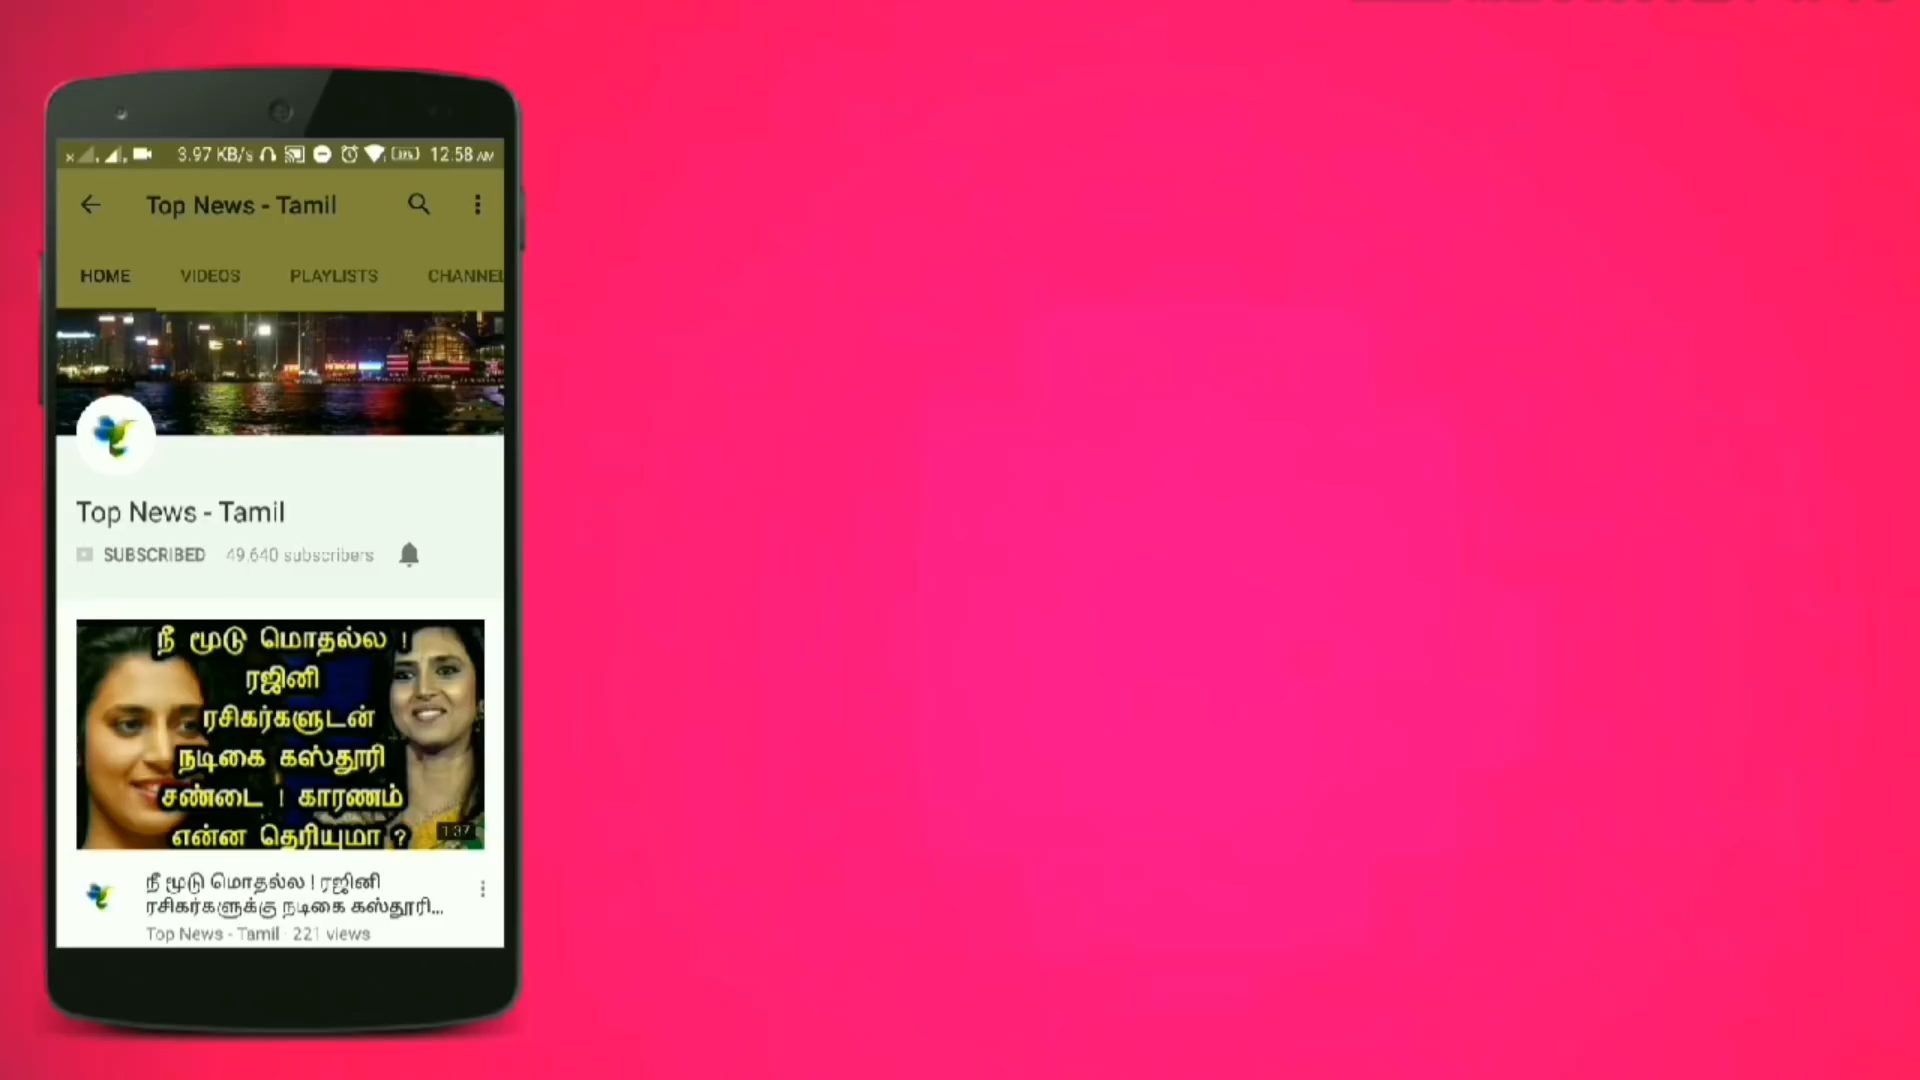 3.97 KB/s 12:58 AM
Top News - Tamil
HOME VIDEOS PLAYLISTS CHANNEL
Top News - Tamil
SUBSCRIBED 49,640 subscribers
நீ மூடு மொதல்ல !
ரஜினி
ரசிகர்களுடன்
நடிகை கஸ்தூரி
சண்டை ! காரணம்
என்ன தெரியுமா ?
1:37
நீ மூடு மொதல்ல ! ரஜினி
ரசிகர்களுக்கு நடிகை கஸ்தூரி...
Top News - Tamil · 221 views